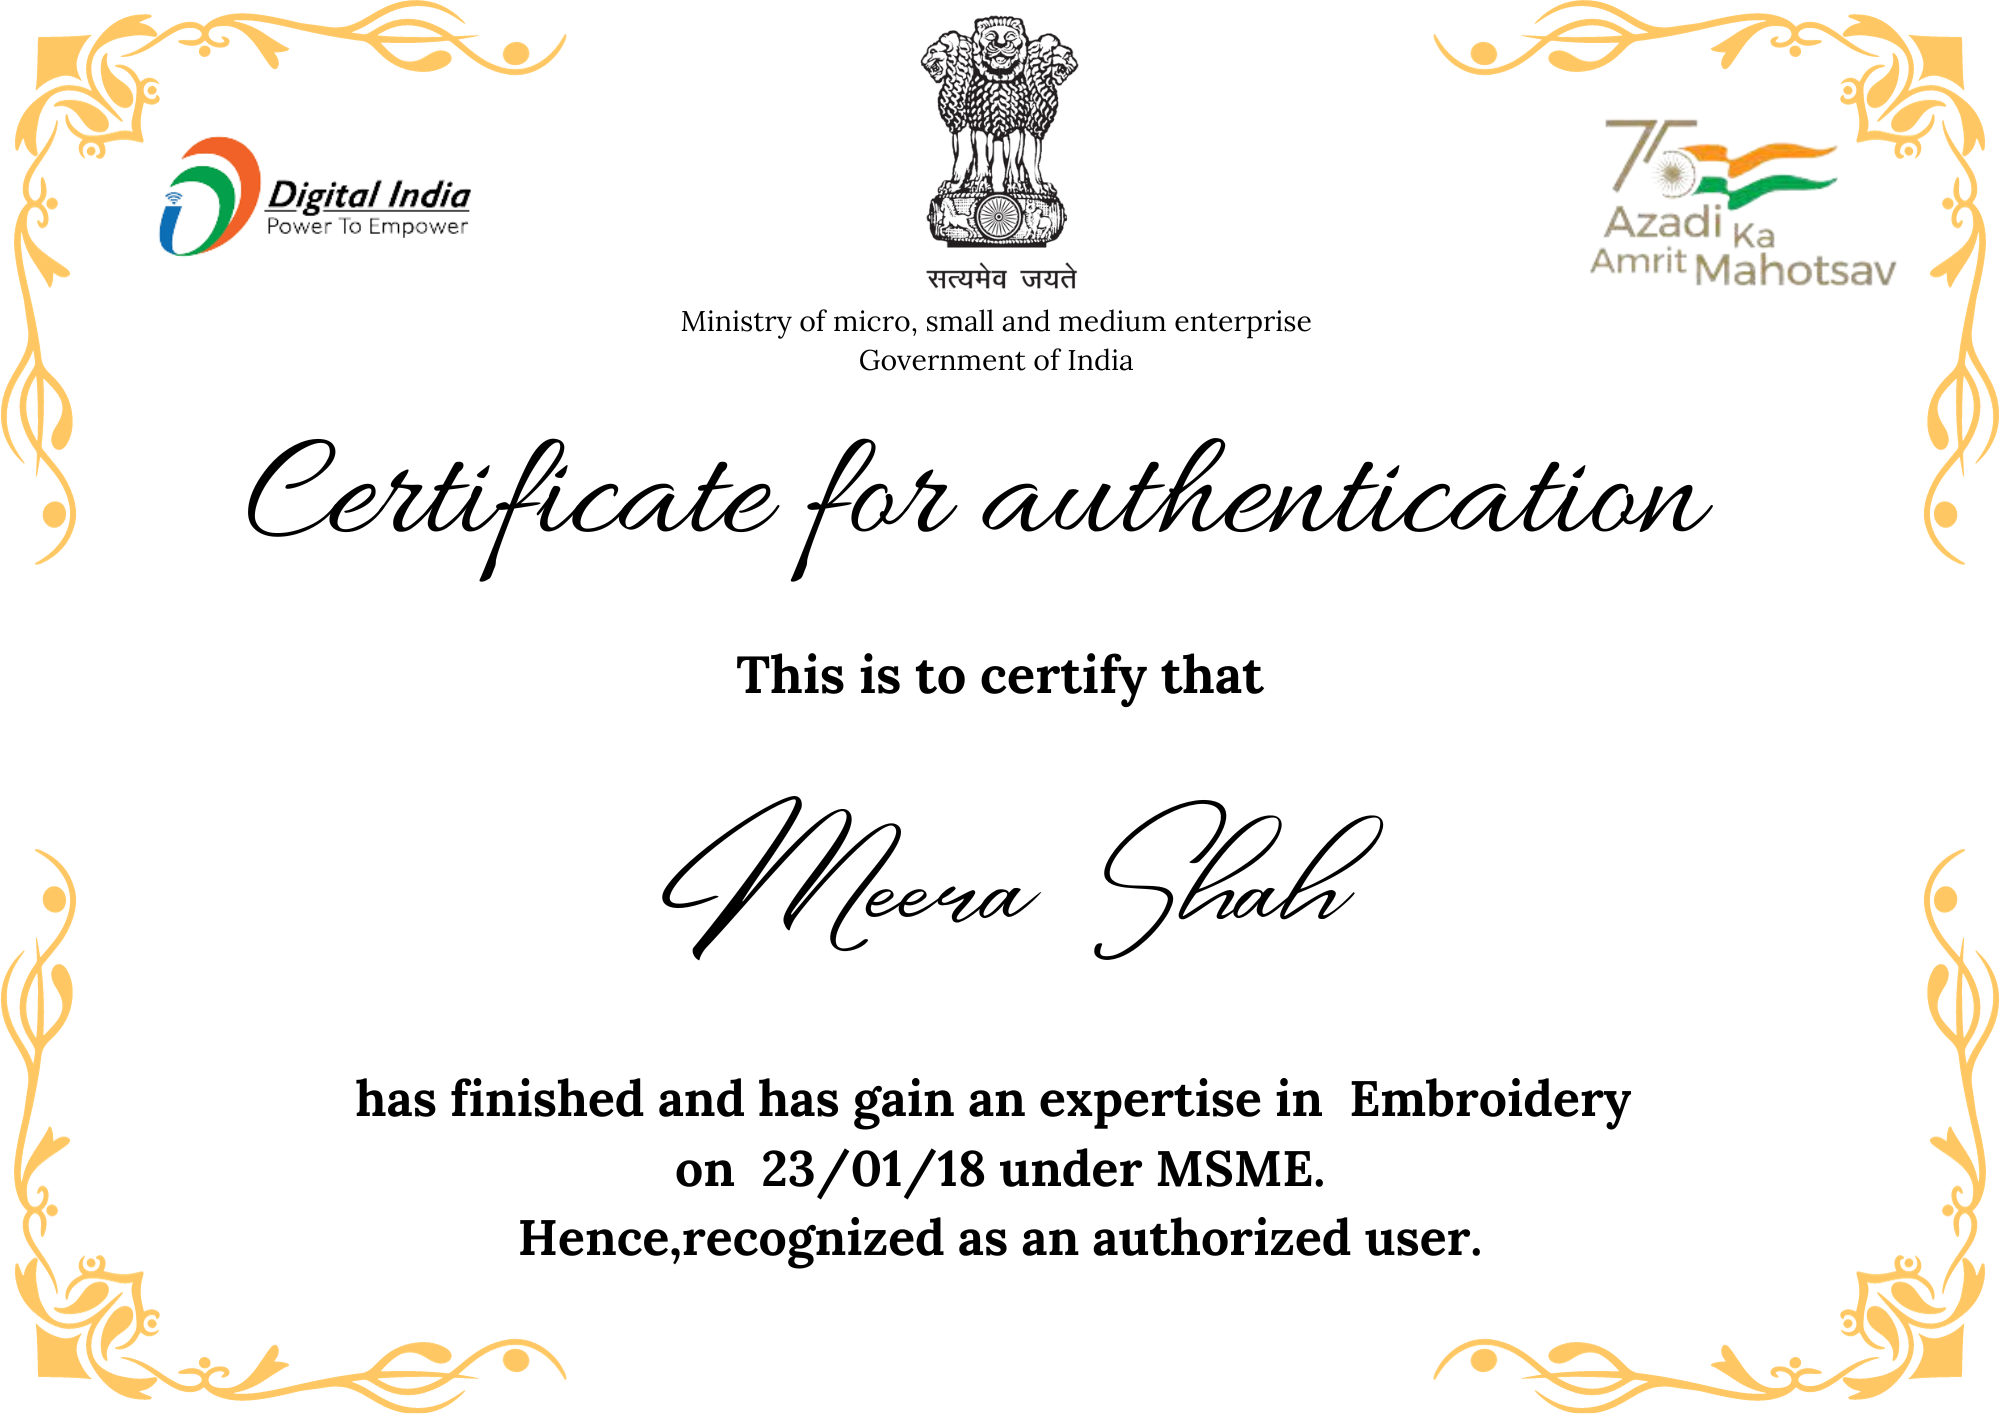 Digital India
Power To Empower
सत्यमेव जयते
75
Azadi Ka
Amrit Mahotsav
Ministry of micro, small and medium enterprise
Government of India
Certificate for authentication
This is to certify that
Meera Shah
has finished and has gain an expertise in Embroidery
on 23/01/18 under MSME.
Hence,recognized as an authorized user.